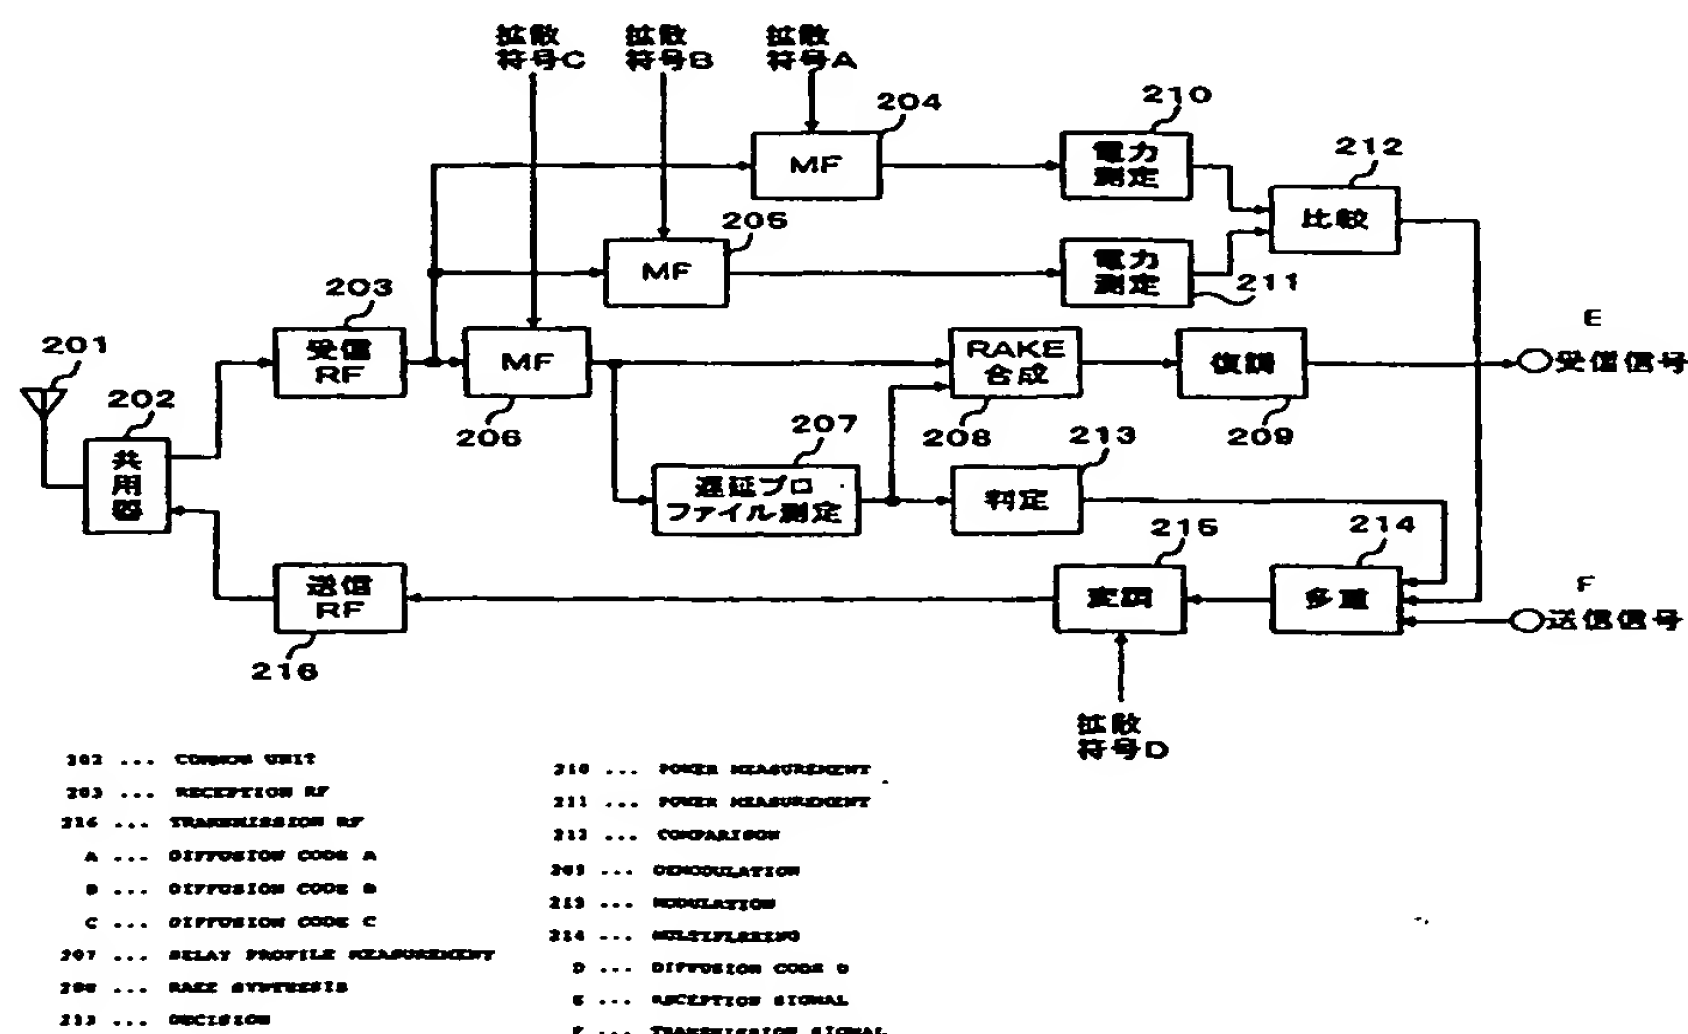 拡散
符号C
拡散
符号B
拡散
符号A
204
MF
210
電力
測定
212
比較
205
MF
電力
測定
211
203
受信
RF
MF
206
RAKE
合成
208
復調
209
E
受信信号
201
202
共
用
器
207
遅延プロ
ファイル測定
213
判定
215
変調
214
多重
F
送信信号
送信
RF
216
拡散
符号D
202 ... COMMON UNIT
203 ... RECEPTION RF
216 ... TRANSMISSION RF
A ... DIFFUSION CODE A
B ... DIFFUSION CODE B
C ... DIFFUSION CODE C
207 ... DELAY PROFILE MEASUREMENT
208 ... RAKE SYNTHESIS
213 ... DECISION
210 ... POWER MEASUREMENT
211 ... POWER MEASUREMENT
212 ... COMPARISON
209 ... DEMODULATION
215 ... MODULATION
214 ... MULTIPLEXING
D ... DIFFUSION CODE D
E ... RECEPTION SIGNAL
F ... TRANSMISSION SIGNAL